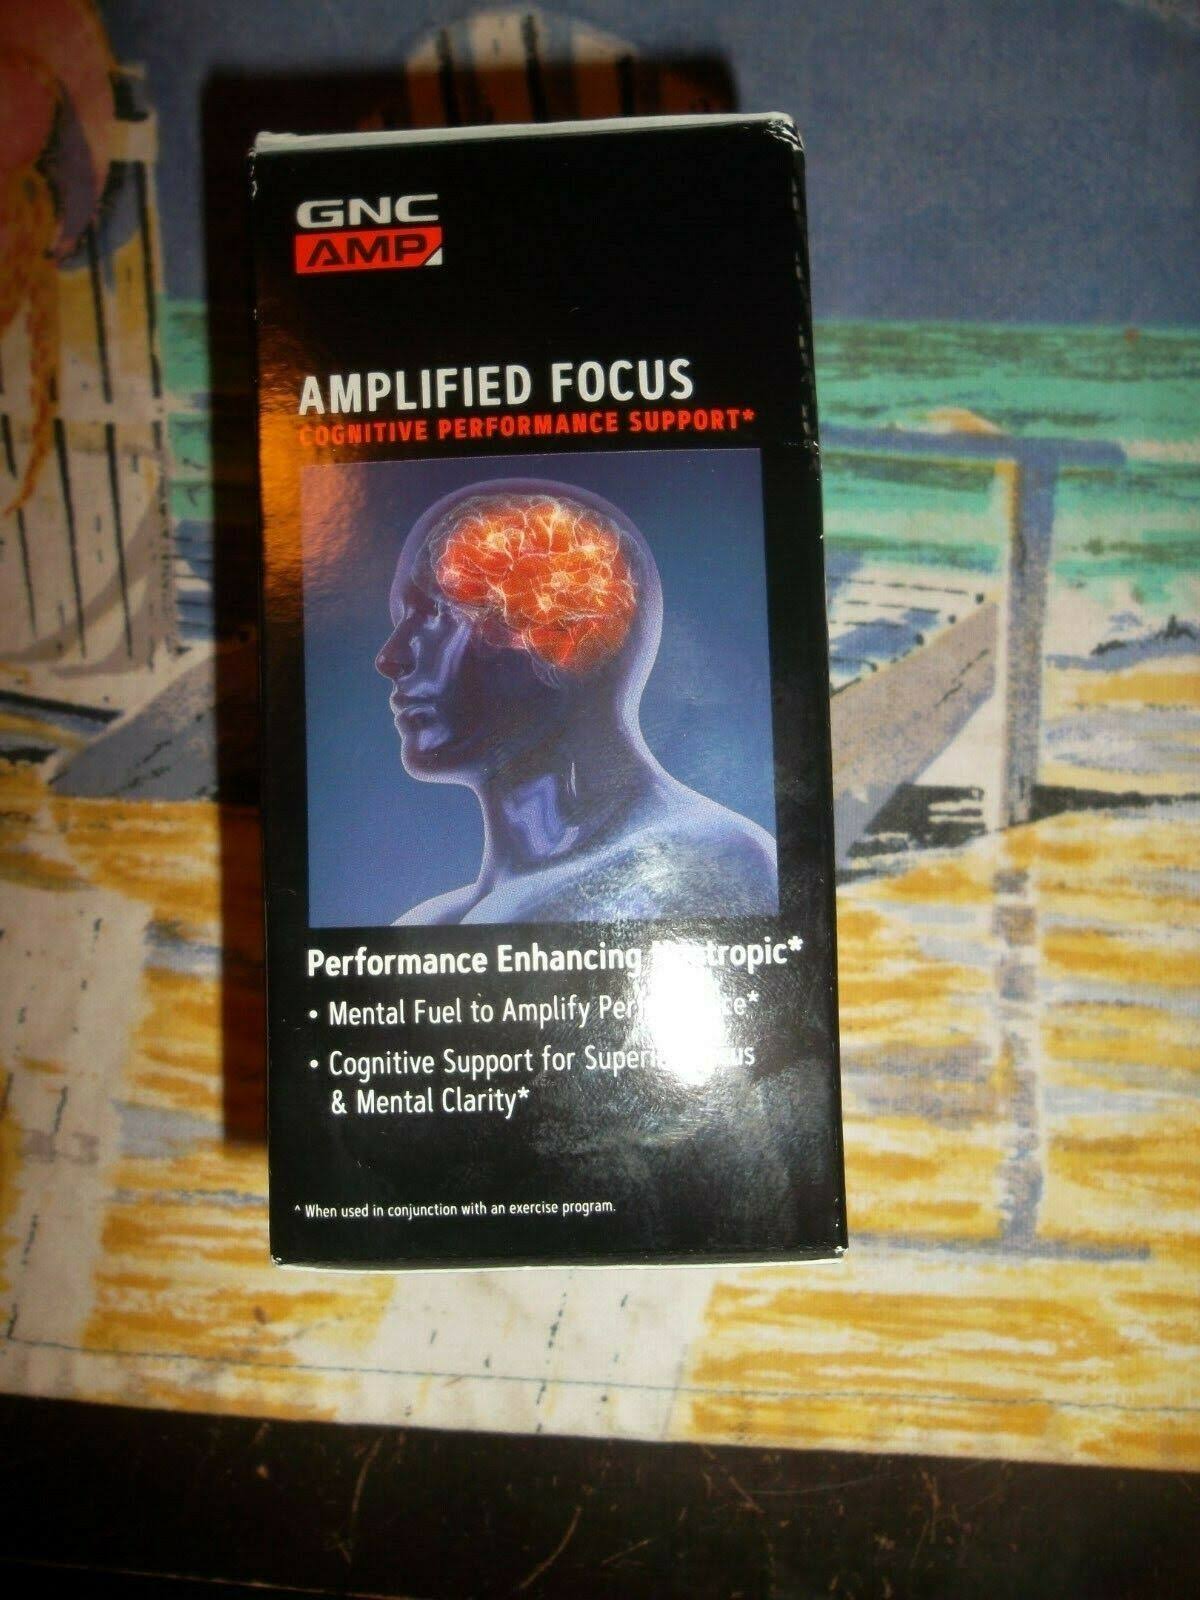 GNC
AMP
AMPLIFIED FOCUS
COGNITIVE PERFORMANCE SUPPORT*
Performance Enhancing
• Mental Fuel to Amplify
• Cognitive Support for
& Mental Clarity*
^ When used in conjunction with an exercise program.